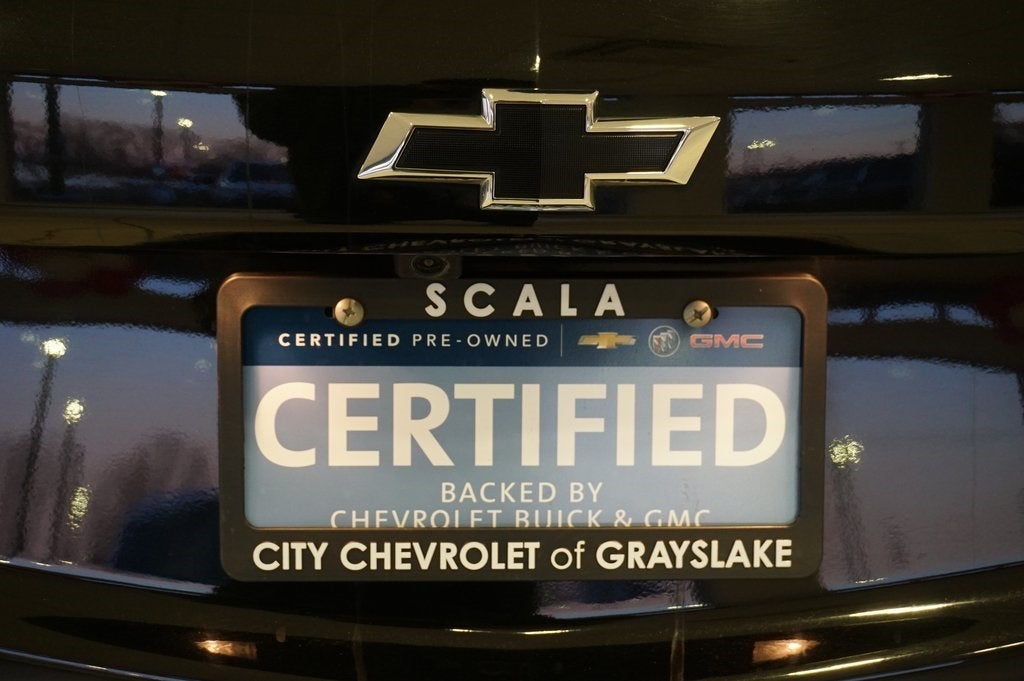 SCALA
CERTIFIED PRE-OWNED GMC
CERTIFIED
BACKED BY
CHEVROLET BUICK & GMC
CITY CHEVROLET of GRAYSLAKE